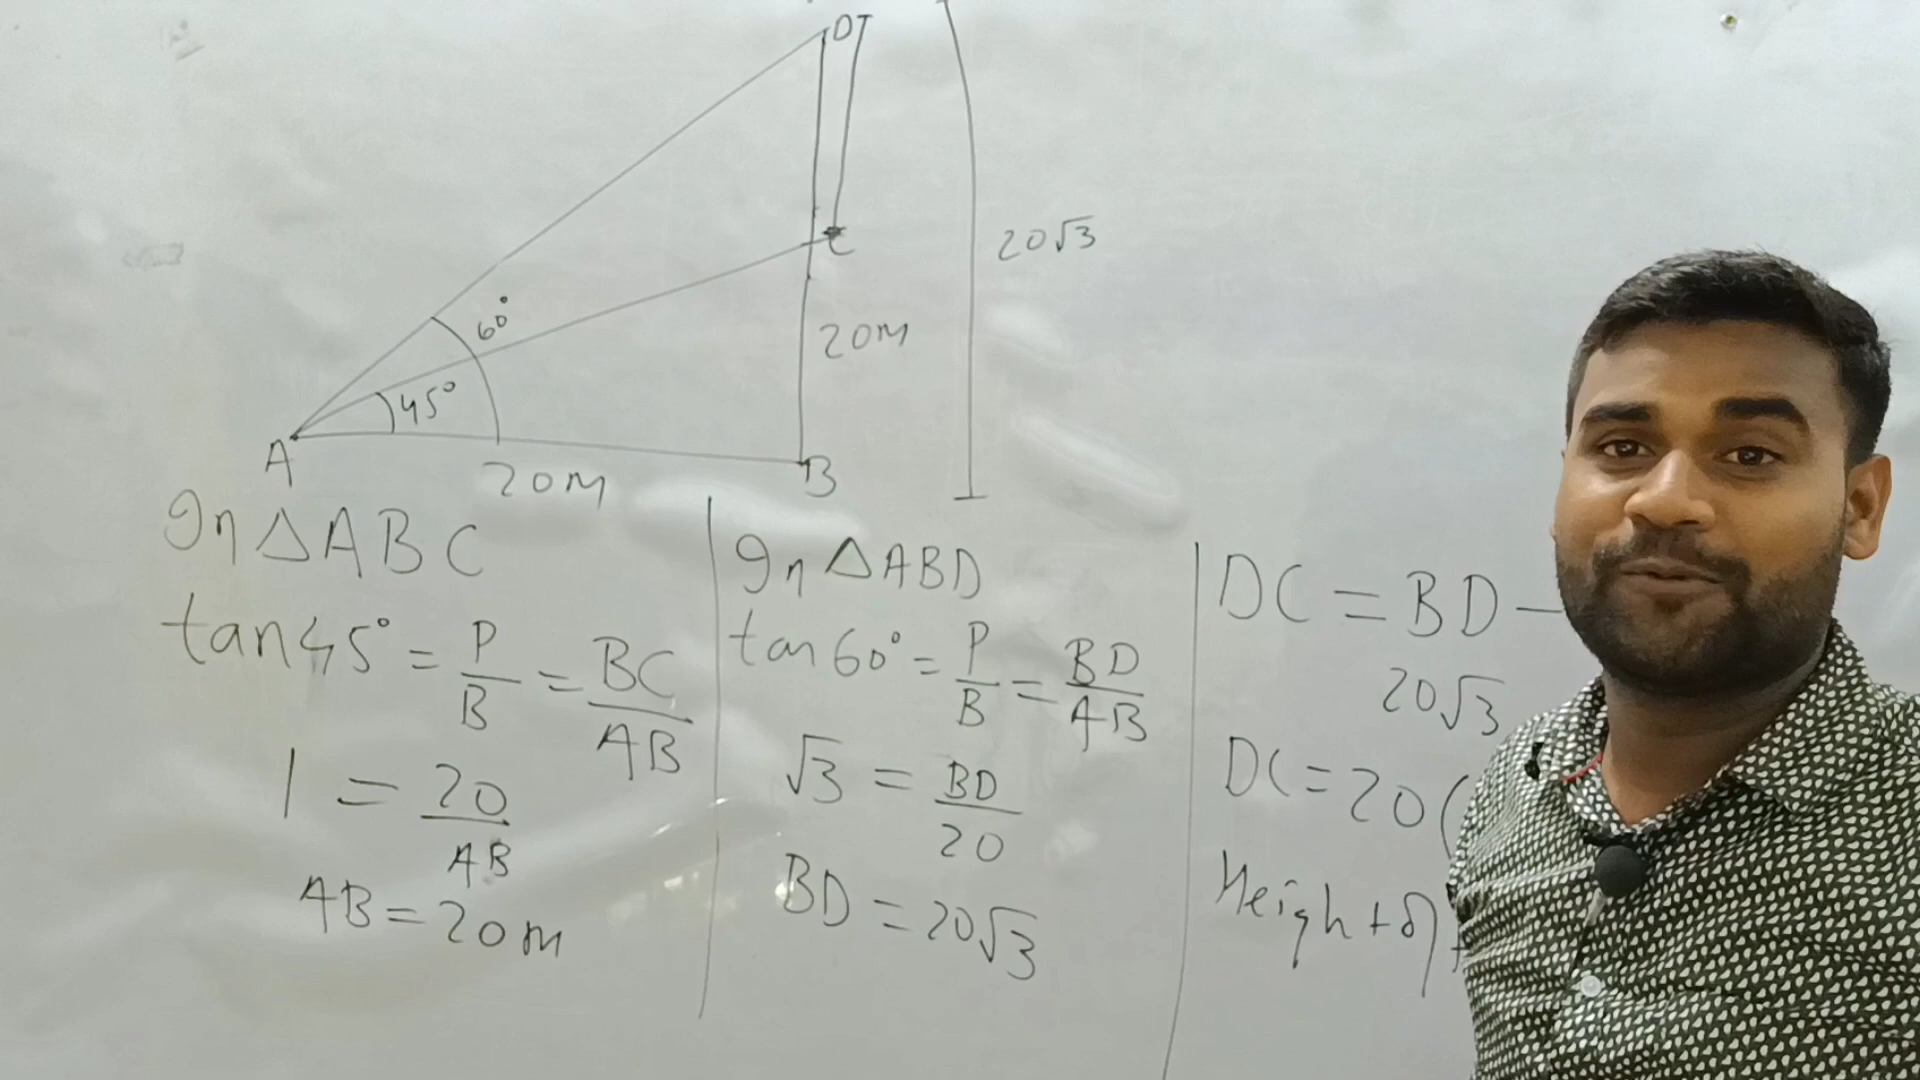 D
20√3
C
60°
20M
45°
A
20M
B
In △ABC
tan45° = P/B = BC/AB
1 = 20/AB
AB = 20m
In △ABD
tan60° = P/B = BD/AB
√3 = BD/20
BD = 20√3
DC = BD -
20√3
DC = 20(
Height of